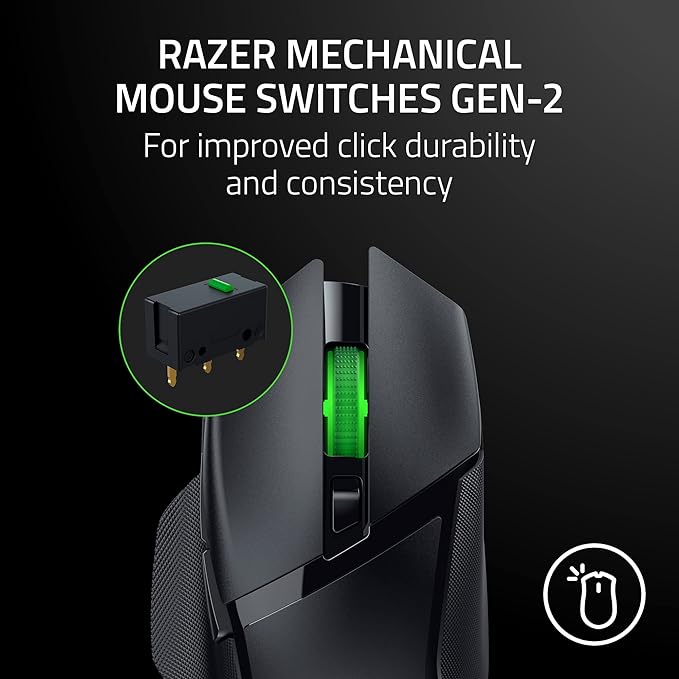 RAZER MECHANICAL
MOUSE SWITCHES GEN-2
For improved click durability
and consistency